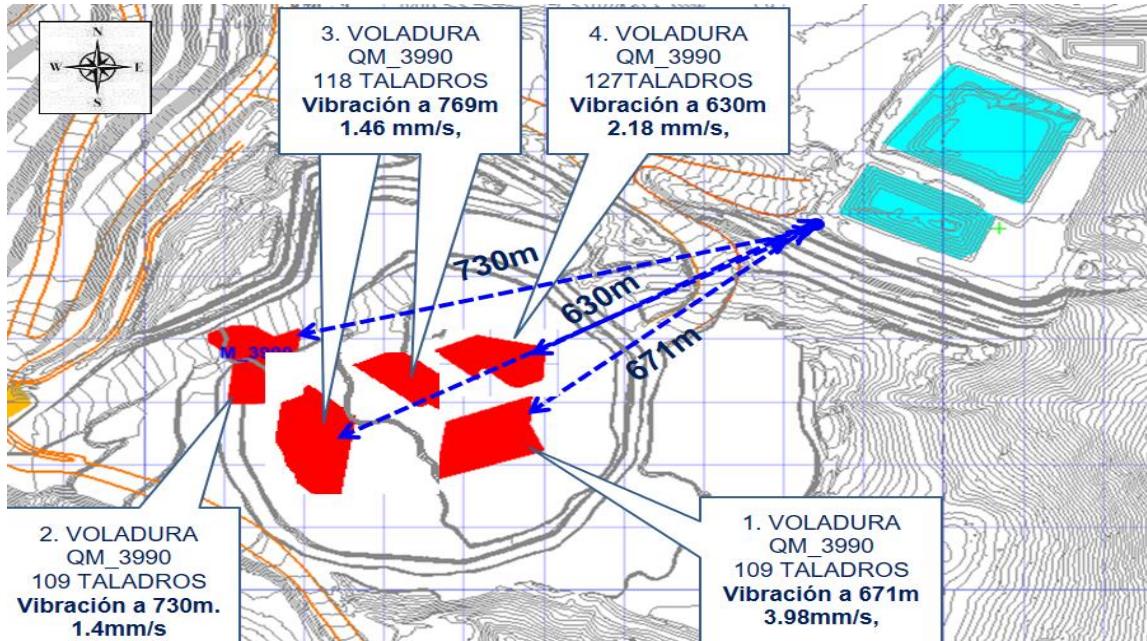 N
W E
S
3. VOLADURA
QM_3990
118 TALADROS
Vibración a 769m
1.46 mm/s,
4. VOLADURA
QM_3990
127TALADROS
Vibración a 630m
2.18 mm/s,
730m
630m
671m
M_3990
2. VOLADURA
QM_3990
109 TALADROS
Vibración a 730m.
1.4mm/s
1. VOLADURA
QM_3990
109 TALADROS
Vibración a 671m
3.98mm/s,